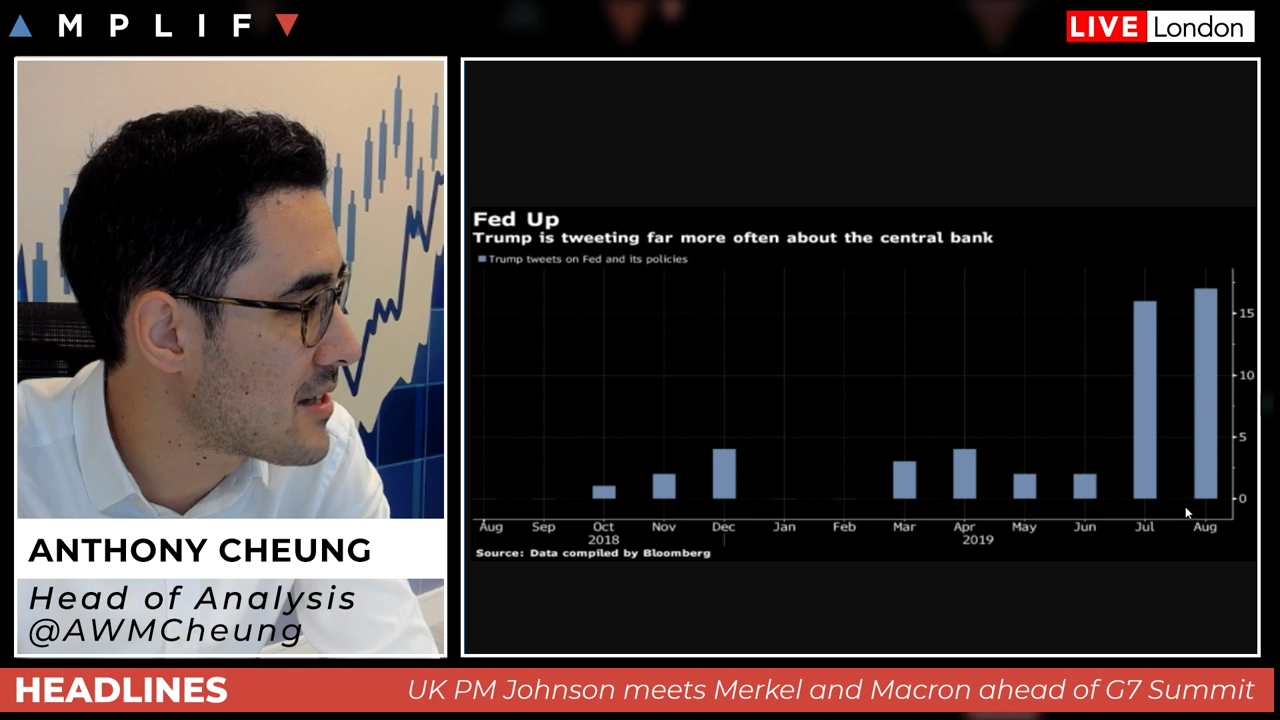 MPLIF
LIVE London
Fed Up
Trump is tweeting far more often about the central bank
Trump tweets on Fed and its policies
15
10
5
0
Aug Sep Oct Nov Dec Jan Feb Mar Apr May Jun Jul Aug
2018 2019
Source: Data compiled by Bloomberg
ANTHONY CHEUNG
Head of Analysis
@AWMCheung
HEADLINES UK PM Johnson meets Merkel and Macron ahead of G7 Summit